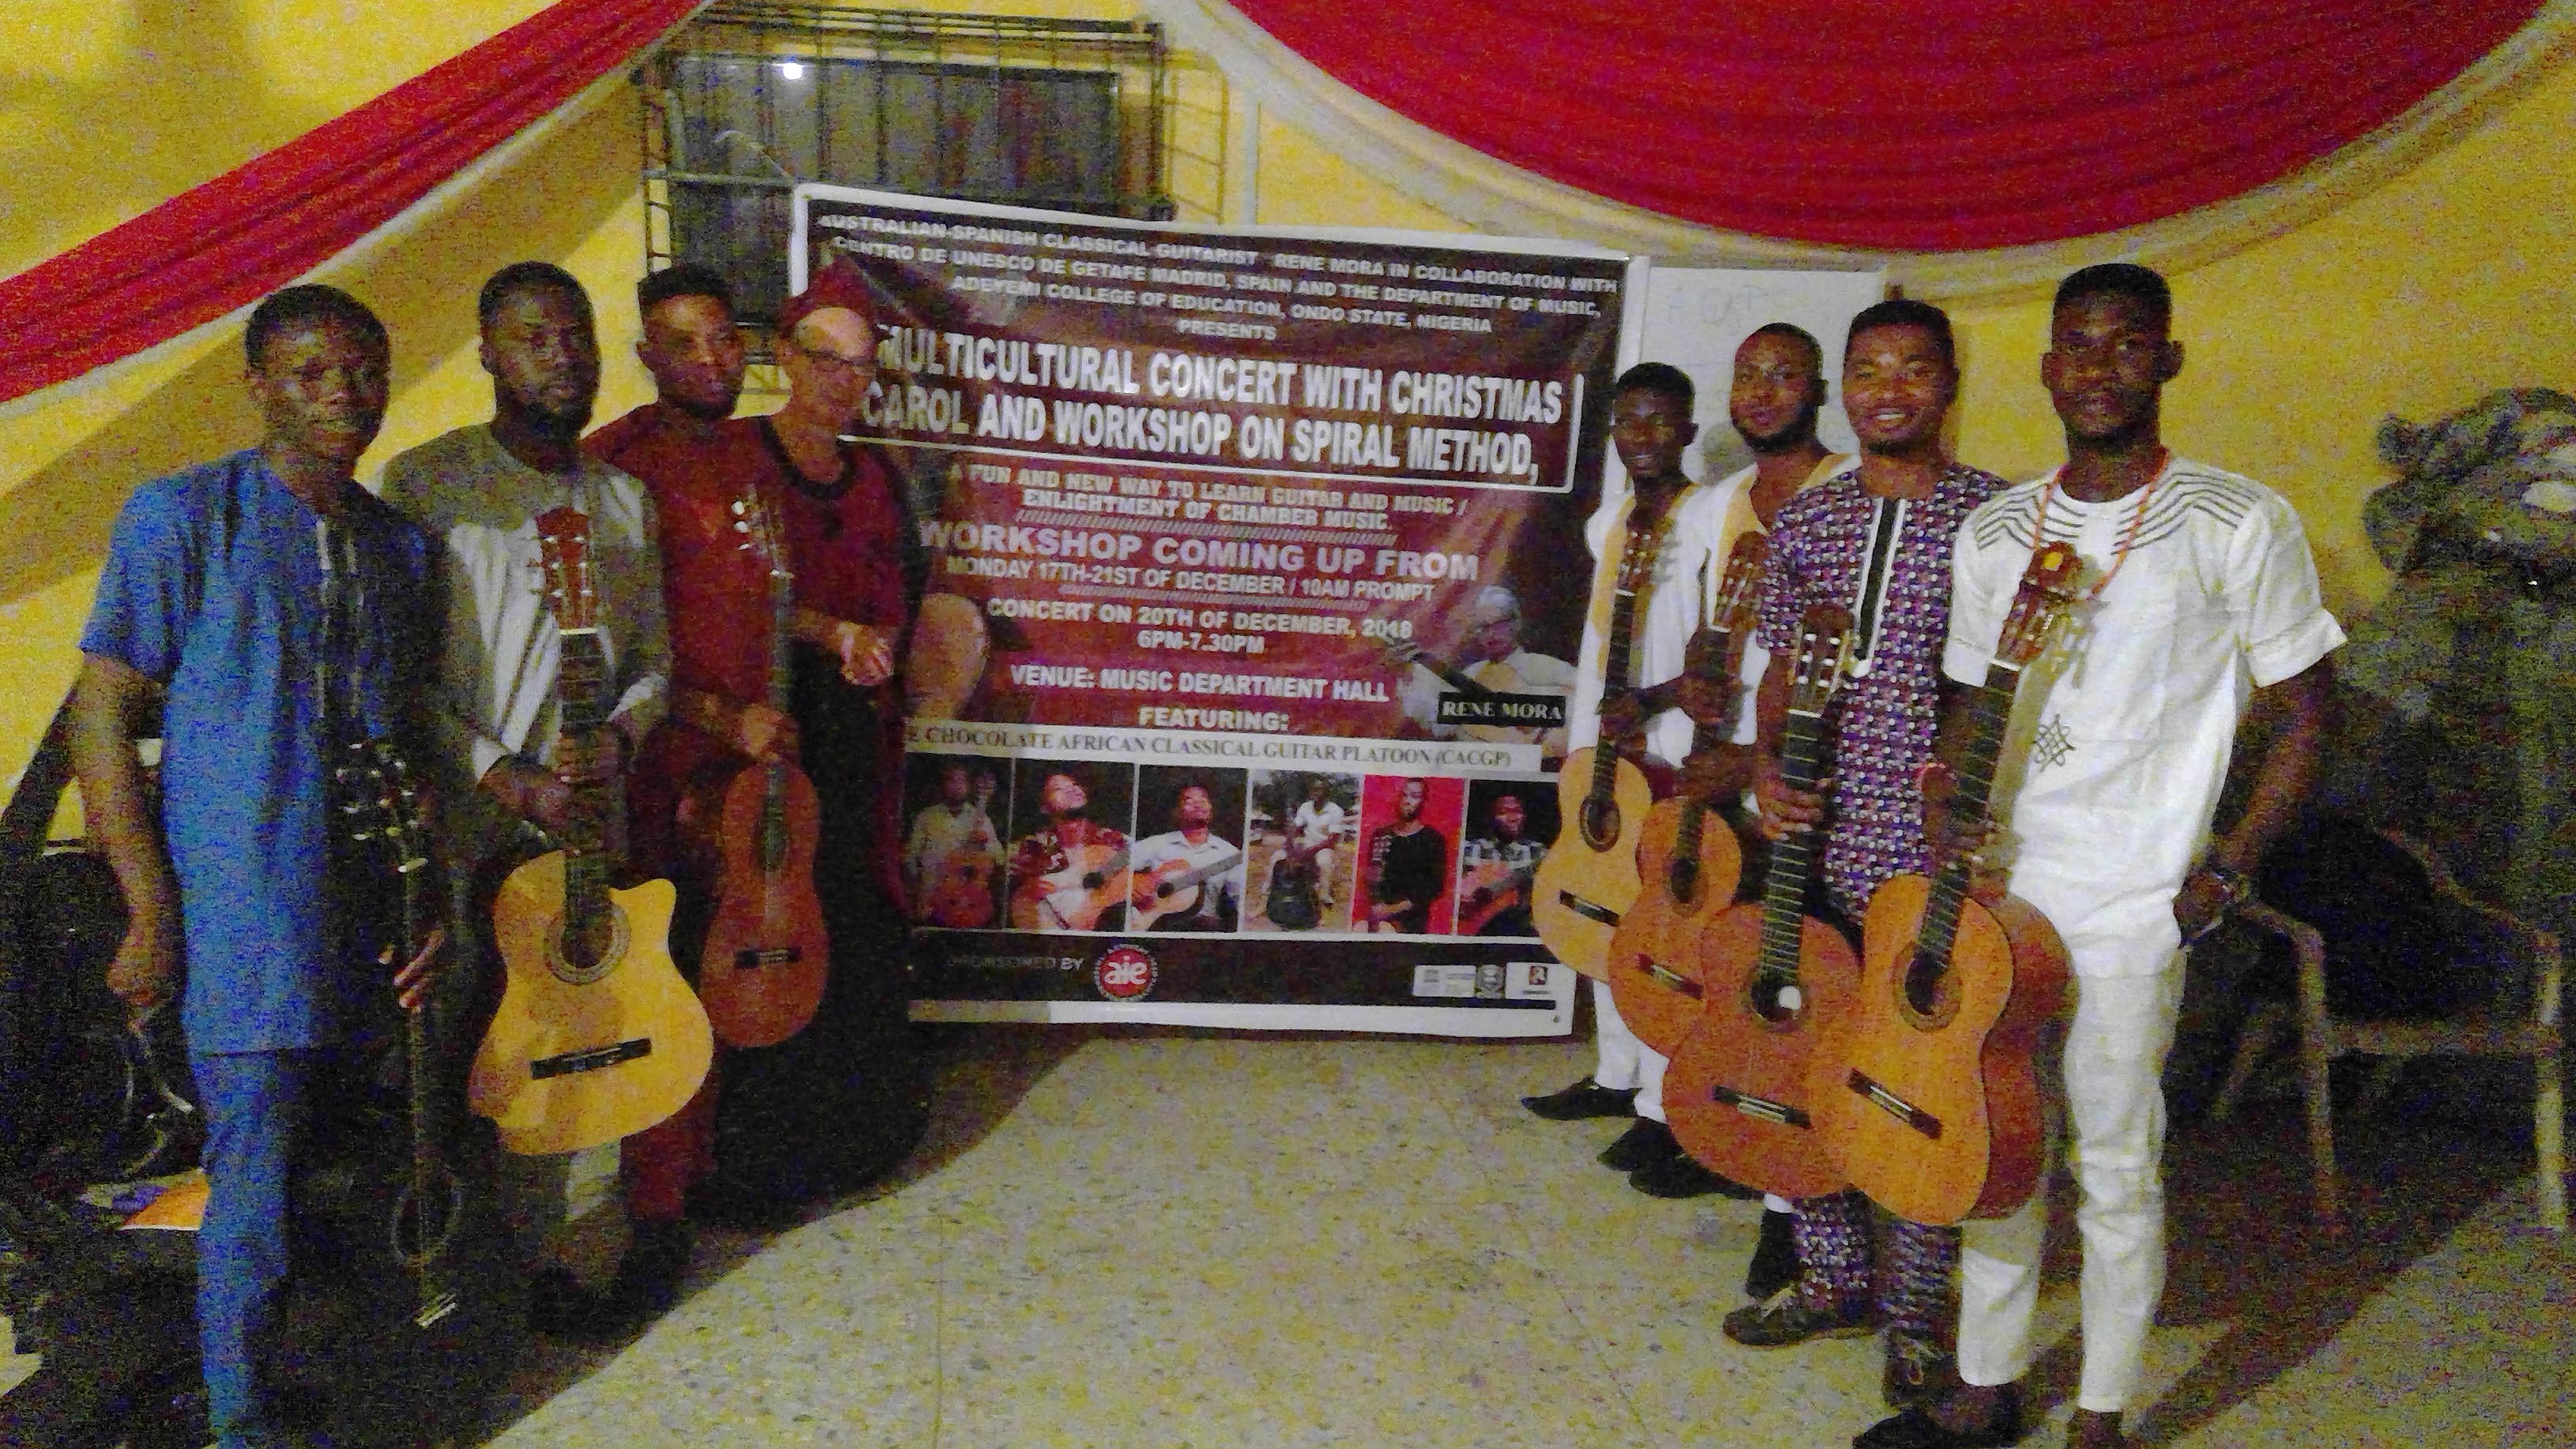 AUSTRALIAN-SPANISH CLASSICAL GUITARIST RENE MORA IN COLLABORATION WITH
CENTRO DE UNESCO DE GETAFE MADRID, SPAIN AND THE DEPARTMENT OF MUSIC,
ADEYEMI COLLEGE OF EDUCATION, ONDO STATE, NIGERIA
PRESENTS
MULTICULTURAL CONCERT WITH CHRISTMAS
CAROL AND WORKSHOP ON SPIRAL METHOD,
A FUN AND NEW WAY TO LEARN GUITAR AND MUSIC /
ENLIGHTMENT OF CHAMBER MUSIC.
WORKSHOP COMING UP FROM
MONDAY 17TH-21ST OF DECEMBER / 10AM PROMPT
CONCERT ON 20TH OF DECEMBER, 2018
6PM-7.30PM
VENUE: MUSIC DEPARTMENT HALL
FEATURING:
RENE MORA
E CHOCOLATE AFRICAN CLASSICAL GUITAR PLATOON (CACGP)
SPONSORED BY
aie